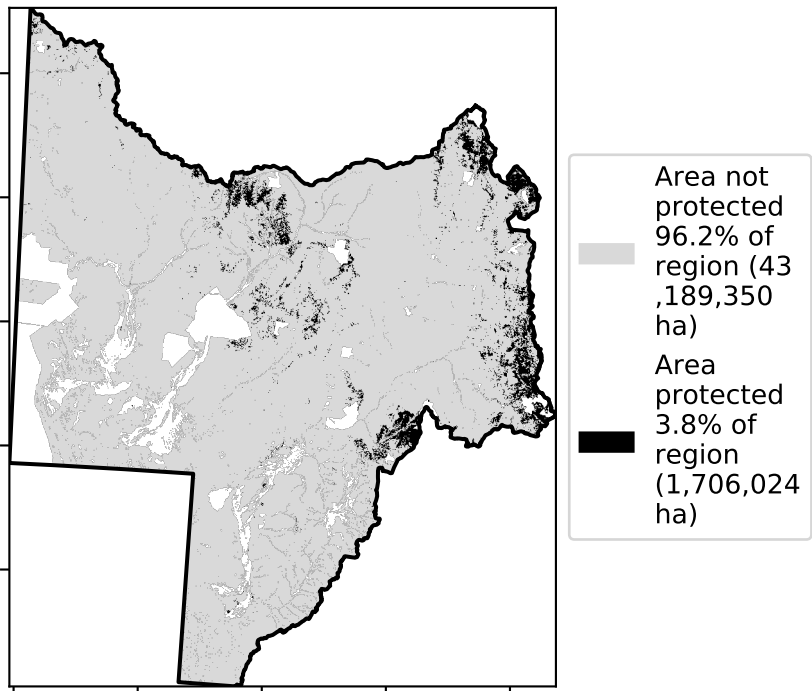 Area not
protected
96.2% of
region (43
,189,350
ha)
Area
protected
3.8% of
region
(1,706,024
ha)